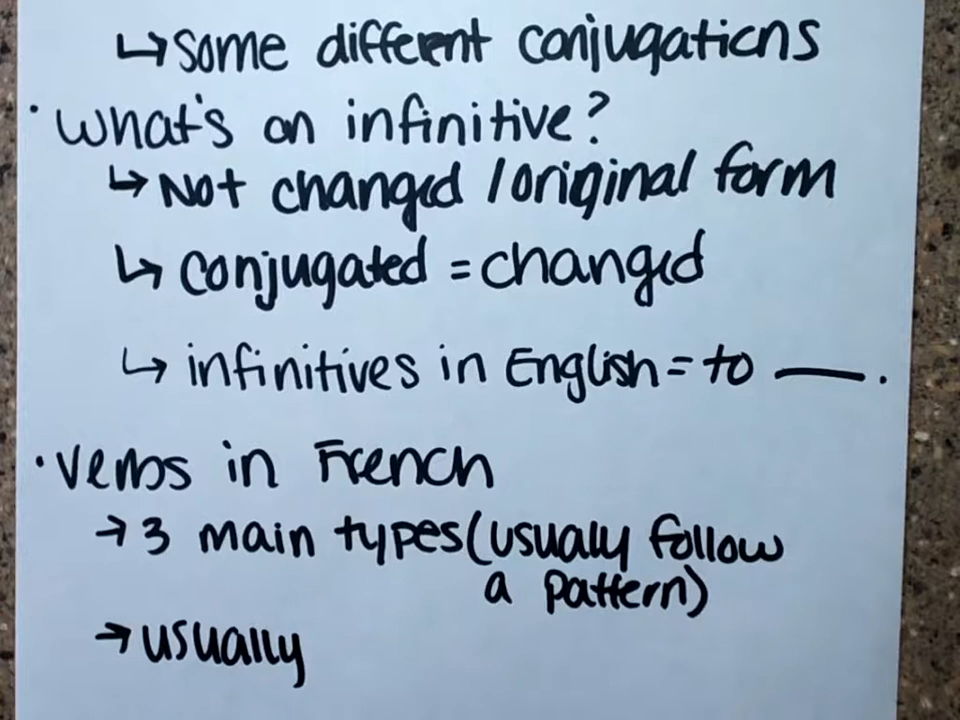 ↳ some different conjugations
• What's an infinitive?
↳ Not changed / original form
↳ conjugated = changed
↳ infinitives in English = to ___.
• Verbs in French
→ 3 main types (usually follow
a pattern)
→ usually